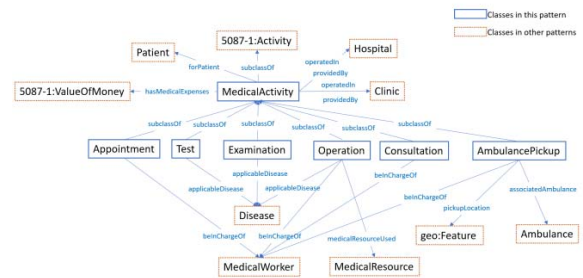 Classes in this pattern
Classes in other patterns
5087-1:Activity
Patient
Hospital
operatedIn
providedBy
forPatient
subclassOf
5087-1:ValueOfMoney
hasMedicalExpenses
MedicalActivity
operatedIn
providedBy
Clinic
subclassOf
subclassOf
subclassOf
subclassOf
subclassOf
subclassOf
Appointment
Test
Examination
Operation
Consultation
AmbulancePickup
applicableDisease
applicableDisease
applicableDisease
beInChargeOf
beInChargeOf
associatedAmbulance
pickupLocation
Disease
beInChargeOf
beInChargeOf
medicalResourceUsed
geo:Feature
Ambulance
MedicalWorker
MedicalResource